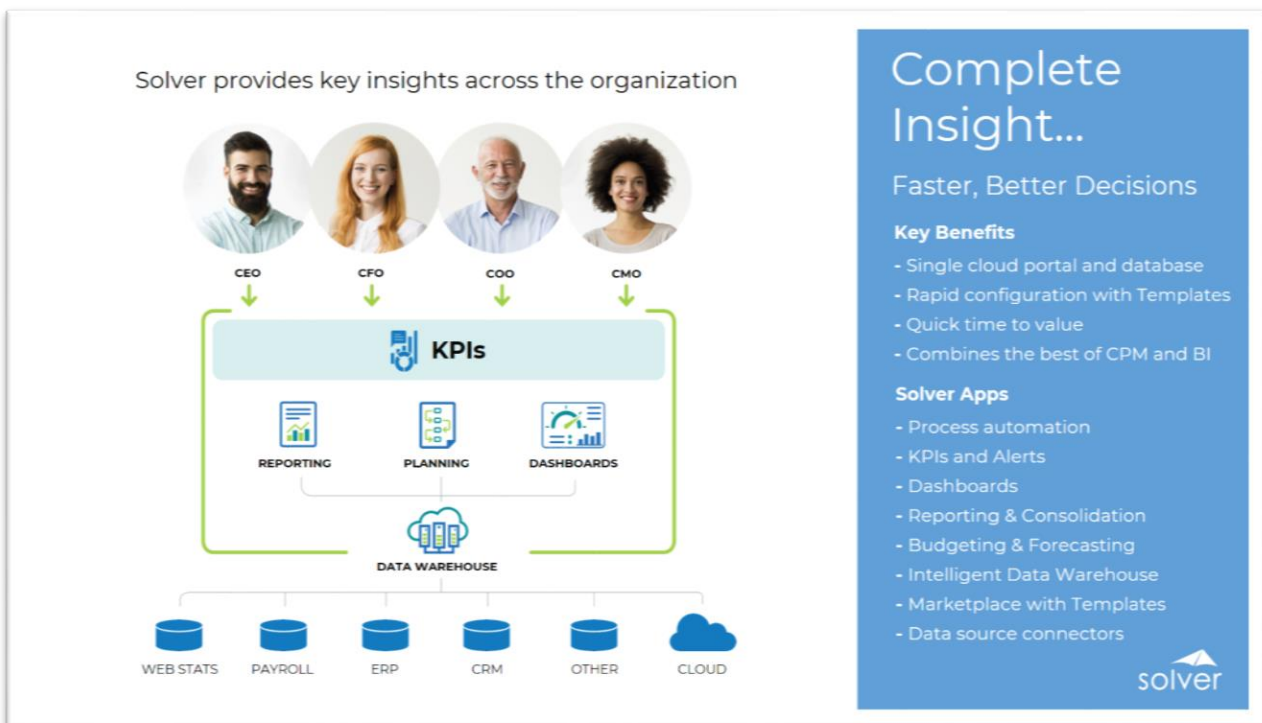 Solver provides key insights across the organization
CEO
CFO
COO
CMO
KPIs
REPORTING
PLANNING
DASHBOARDS
DATA WAREHOUSE
WEB STATS
PAYROLL
ERP
CRM
OTHER
CLOUD
Complete
Insight...
Faster, Better Decisions
Key Benefits
- Single cloud portal and database
- Rapid configuration with Templates
- Quick time to value
- Combines the best of CPM and BI
Solver Apps
- Process automation
- KPIs and Alerts
- Dashboards
- Reporting & Consolidation
- Budgeting & Forecasting
- Intelligent Data Warehouse
- Marketplace with Templates
- Data source connectors
solver